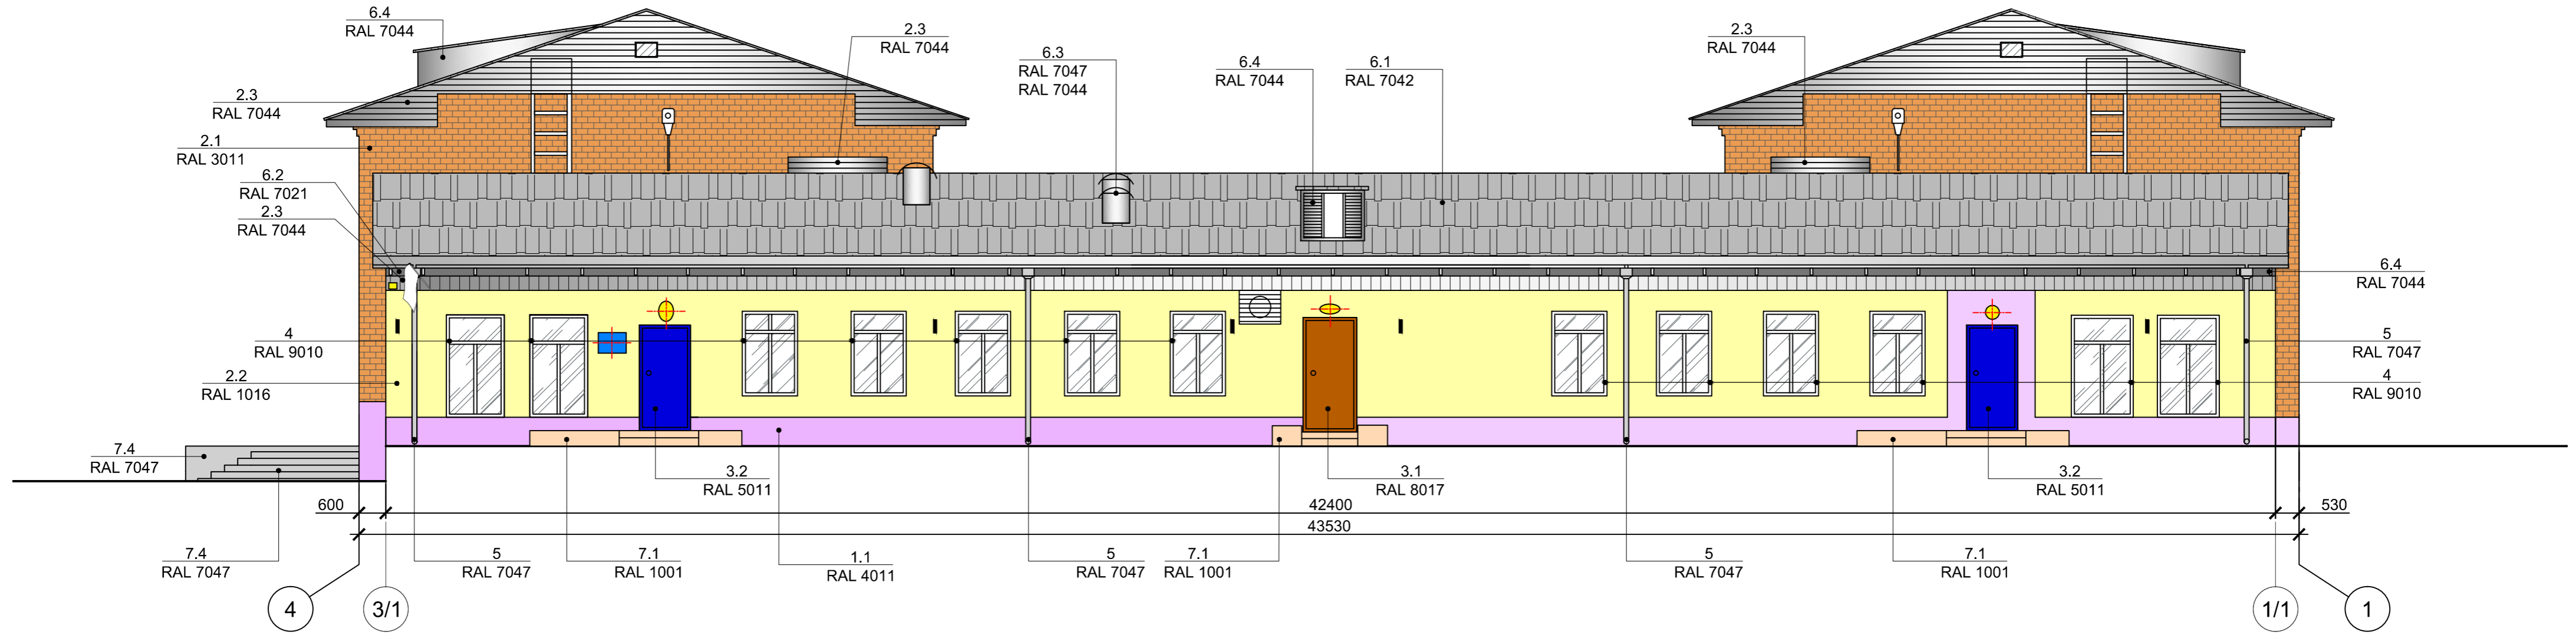 6.4
RAL 7044
2.3
RAL 7044
6.3
RAL 7047
RAL 7044
6.4
RAL 7044
6.1
RAL 7042
2.3
RAL 7044
2.3
RAL 7044
2.1
RAL 3011
6.2
RAL 7021
2.3
RAL 7044
6.4
RAL 7044
4
RAL 9010
5
RAL 7047
2.2
RAL 1016
4
RAL 9010
7.4
RAL 7047
3.2
RAL 5011
3.1
RAL 8017
3.2
RAL 5011
600
42400
530
43530
7.4
RAL 7047
5
RAL 7047
7.1
RAL 1001
1.1
RAL 4011
5
RAL 7047
7.1
RAL 1001
5
RAL 7047
7.1
RAL 1001
4
3/1
1/1
1